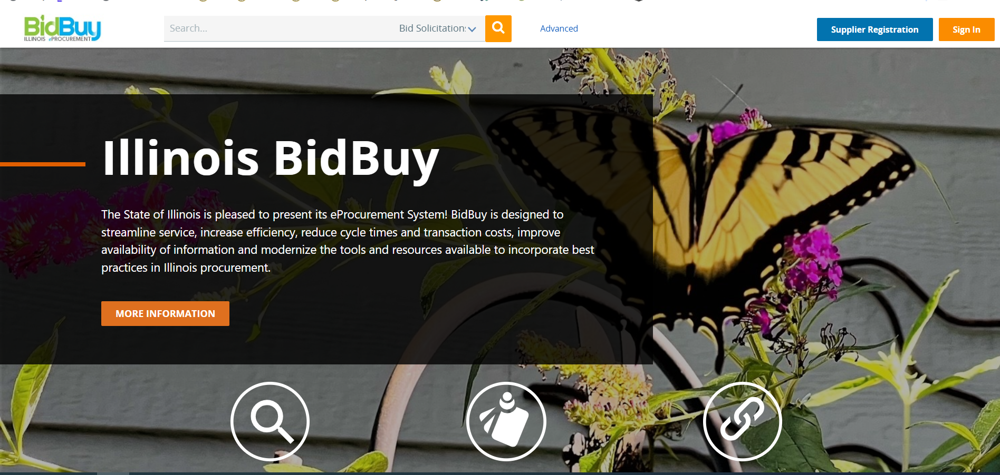 BidBuy
ILLINOIS ePROCUREMENT
Search...
Bid Solicitations
Advanced
Supplier Registration
Sign In
Illinois BidBuy
The State of Illinois is pleased to present its eProcurement System! BidBuy is designed to
streamline service, increase efficiency, reduce cycle times and transaction costs, improve
availability of information and modernize the tools and resources available to incorporate best
practices in Illinois procurement.
MORE INFORMATION